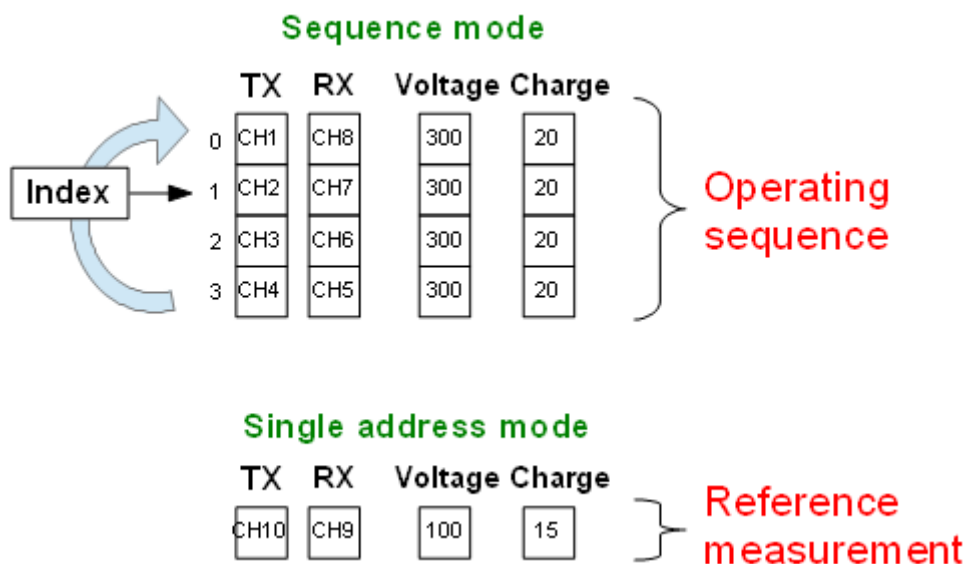 Sequence mode
TX RX Voltage Charge
0 CH1 CH8 300 20
Index 1 CH2 CH7 300 20
2 CH3 CH6 300 20
3 CH4 CH5 300 20
Operating
sequence
Single address mode
TX RX Voltage Charge
CH10 CH9 100 15
Reference
measurement